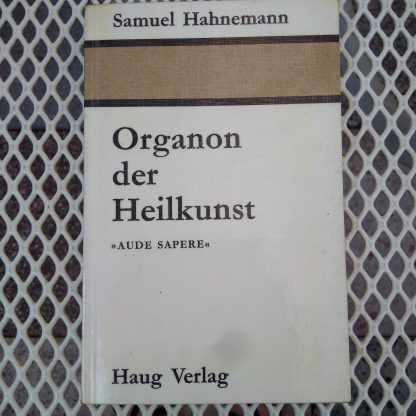 Samuel Hahnemann
Organon
der
Heilkunst
»AUDE SAPERE«
Haug Verlag